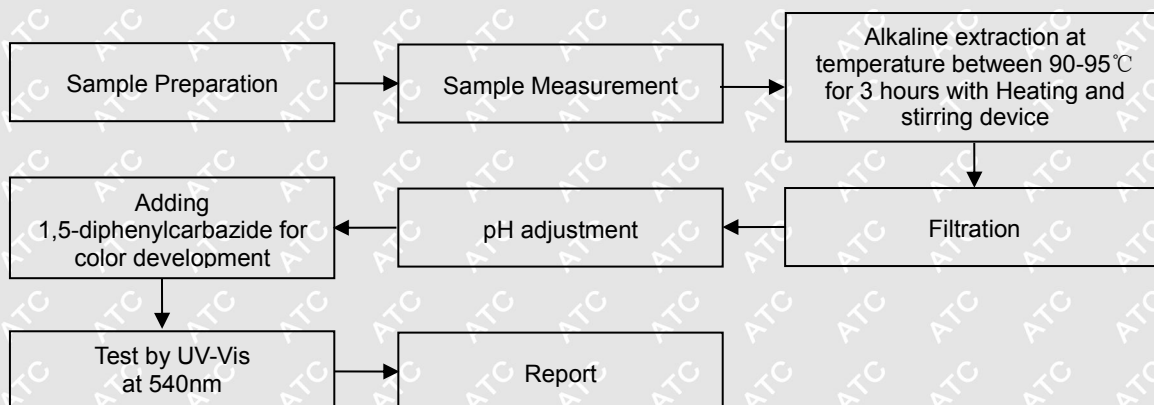 Sample Preparation
Sample Measurement
Alkaline extraction at
temperature between 90-95℃
for 3 hours with Heating and
stirring device
Filtration
pH adjustment
Adding
1,5-diphenylcarbazide for
color development
Test by UV-Vis
at 540nm
Report
ATC